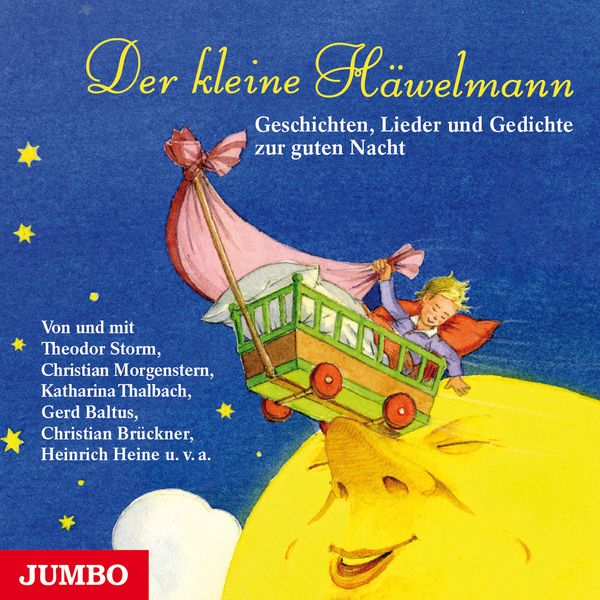 Der kleine Häwelmann
Geschichten, Lieder und Gedichte
zur guten Nacht
Von und mit
Theodor Storm,
Christian Morgenstern,
Katharina Thalbach,
Gerd Baltus,
Christian Brückner,
Heinrich Heine u. v. a.
JUMBO